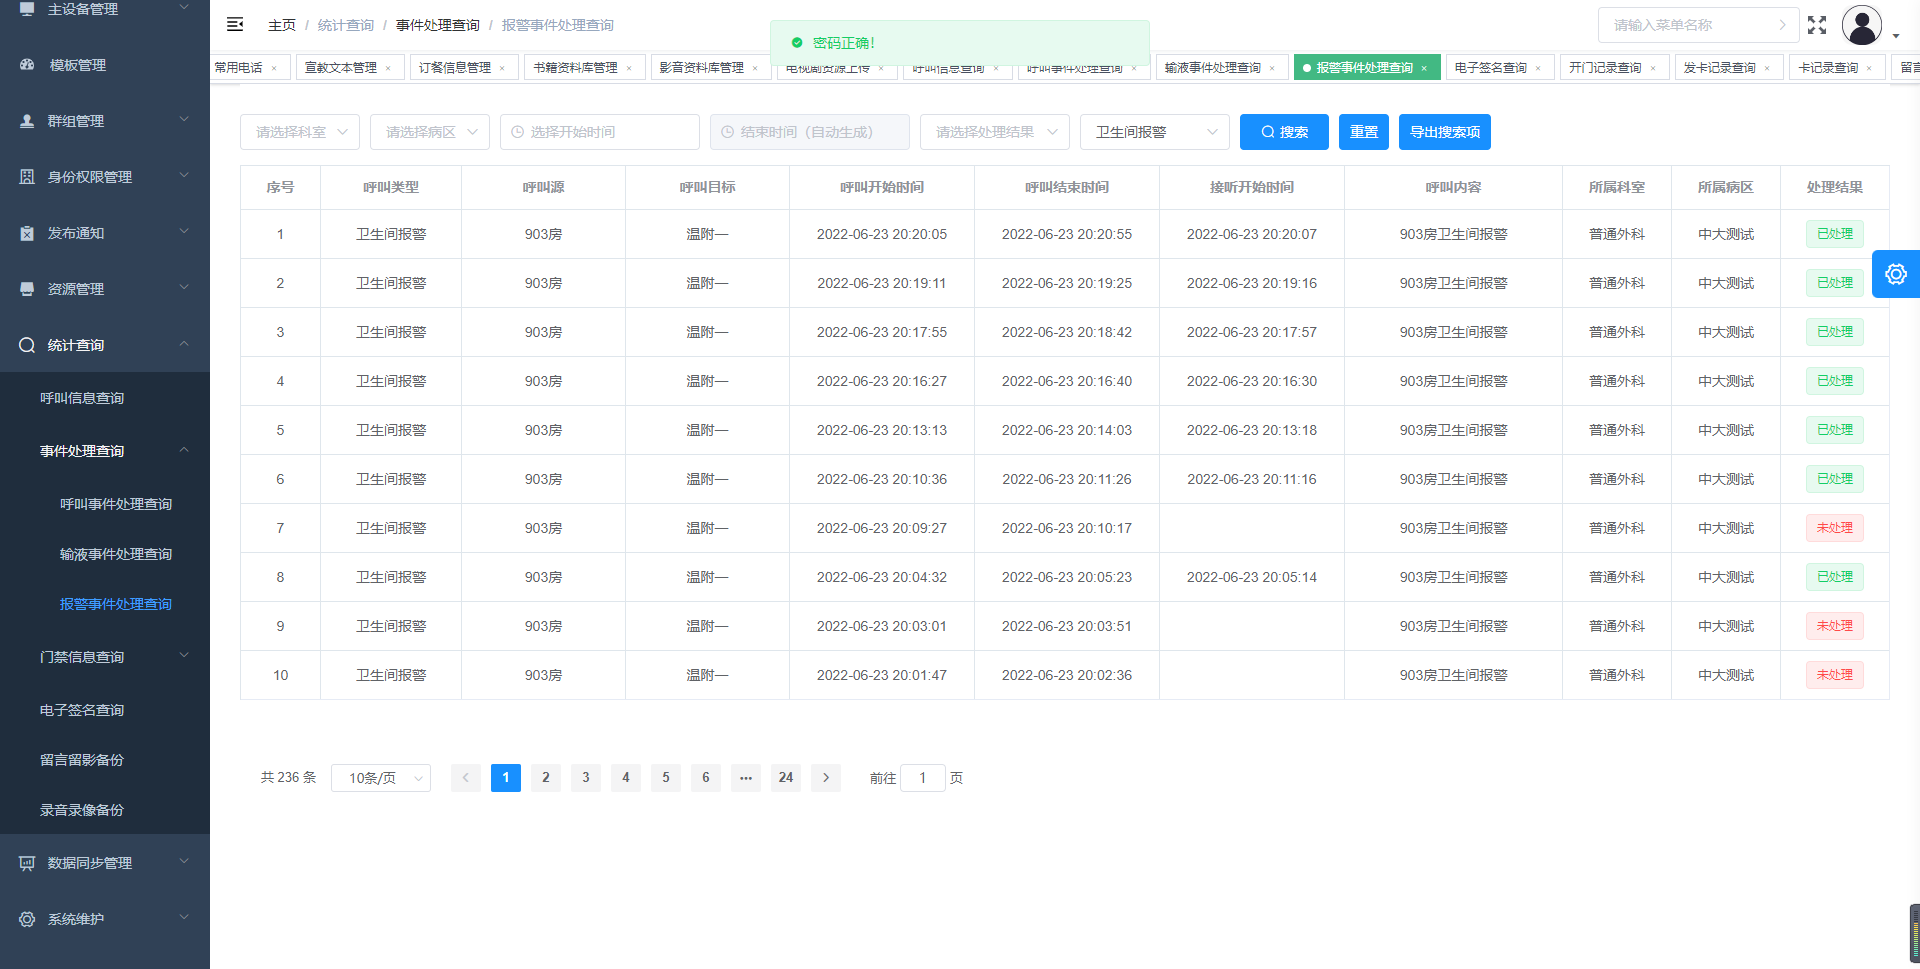 主设备管理
模板管理
群组管理
身份权限管理
发布通知
资源管理
统计查询
呼叫信息查询
事件处理查询
呼叫事件处理查询
输液事件处理查询
报警事件处理查询
门禁信息查询
电子签名查询
留言留影备份
录音录像备份
数据同步管理
系统维护
主页 / 统计查询 / 事件处理查询 / 报警事件处理查询
密码正确!
请输入菜单名称
常用电话 × 宣教文本管理 × 订餐信息管理 × 书籍资料库管理 × 影音资料库管理 × 电视剧资源上传 × 呼叫信息查询 × 呼叫事件处理查询 × 输液事件处理查询 × 报警事件处理查询 × 电子签名查询 × 开门记录查询 × 发卡记录查询 × 卡记录查询 × 留言
请选择科室 请选择病区 选择开始时间 结束时间（自动生成） 请选择处理结果 卫生间报警 搜索 重置 导出搜索项
序号 呼叫类型 呼叫源 呼叫目标 呼叫开始时间 呼叫结束时间 接听开始时间 呼叫内容 所属科室 所属病区 处理结果
1 卫生间报警 903房 温附一 2022-06-23 20:20:05 2022-06-23 20:20:55 2022-06-23 20:20:07 903房卫生间报警 普通外科 中大测试 已处理
2 卫生间报警 903房 温附一 2022-06-23 20:19:11 2022-06-23 20:19:25 2022-06-23 20:19:16 903房卫生间报警 普通外科 中大测试 已处理
3 卫生间报警 903房 温附一 2022-06-23 20:17:55 2022-06-23 20:18:42 2022-06-23 20:17:57 903房卫生间报警 普通外科 中大测试 已处理
4 卫生间报警 903房 温附一 2022-06-23 20:16:27 2022-06-23 20:16:40 2022-06-23 20:16:30 903房卫生间报警 普通外科 中大测试 已处理
5 卫生间报警 903房 温附一 2022-06-23 20:13:13 2022-06-23 20:14:03 2022-06-23 20:13:18 903房卫生间报警 普通外科 中大测试 已处理
6 卫生间报警 903房 温附一 2022-06-23 20:10:36 2022-06-23 20:11:26 2022-06-23 20:11:16 903房卫生间报警 普通外科 中大测试 已处理
7 卫生间报警 903房 温附一 2022-06-23 20:09:27 2022-06-23 20:10:17 903房卫生间报警 普通外科 中大测试 未处理
8 卫生间报警 903房 温附一 2022-06-23 20:04:32 2022-06-23 20:05:23 2022-06-23 20:05:14 903房卫生间报警 普通外科 中大测试 已处理
9 卫生间报警 903房 温附一 2022-06-23 20:03:01 2022-06-23 20:03:51 903房卫生间报警 普通外科 中大测试 未处理
10 卫生间报警 903房 温附一 2022-06-23 20:01:47 2022-06-23 20:02:36 903房卫生间报警 普通外科 中大测试 未处理
共 236 条 10条/页 1 2 3 4 5 6 ••• 24 前往 1 页